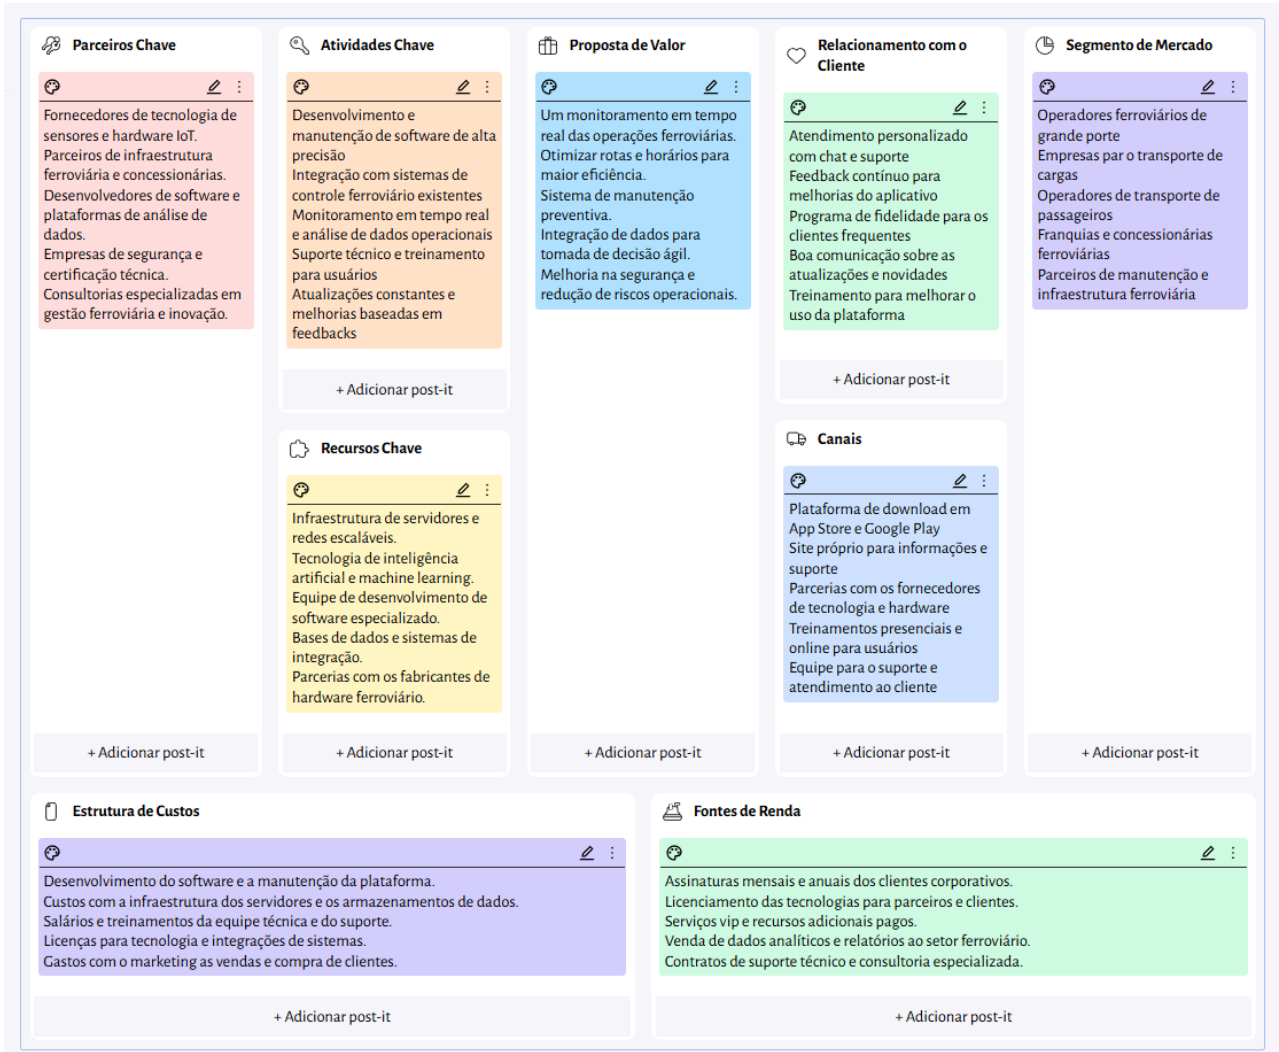 Parceiros Chave
Fornecedores de tecnologia de
sensores e hardware IoT.
Parceiros de infraestrutura
ferroviária e concessionárias.
Desenvolvedores de software e
plataformas de análise de
dados.
Empresas de segurança e
certificação técnica.
Consultorias especializadas em
gestão ferroviária e inovação.
+ Adicionar post-it
Atividades Chave
Desenvolvimento e
manutenção de software de alta
precisão
Integração com sistemas de
controle ferroviário existentes
Monitoramento em tempo real
e análise de dados operacionais
Suporte técnico e treinamento
para usuários
Atualizações constantes e
melhorias baseadas em
feedbacks
+ Adicionar post-it
Recursos Chave
Infraestrutura de servidores e
redes escaláveis.
Tecnologia de inteligência
artificial e machine learning.
Equipe de desenvolvimento de
software especializado.
Bases de dados e sistemas de
integração.
Parcerias com os fabricantes de
hardware ferroviário.
+ Adicionar post-it
Proposta de Valor
Um monitoramento em tempo
real das operações ferroviárias.
Otimizar rotas e horários para
maior eficiência.
Sistema de manutenção
preventiva.
Integração de dados para
tomada de decisão ágil.
Melhoria na segurança e
redução de riscos operacionais.
+ Adicionar post-it
Relacionamento com o
Cliente
Atendimento personalizado
com chat e suporte
Feedback contínuo para
melhorias do aplicativo
Programa de fidelidade para os
clientes frequentes
Boa comunicação sobre as
atualizações e novidades
Treinamento para melhorar o
uso da plataforma
+ Adicionar post-it
Canais
Plataforma de download em
App Store e Google Play
Site próprio para informações e
suporte
Parcerias com os fornecedores
de tecnologia e hardware
Treinamentos presenciais e
online para usuários
Equipe para o suporte e
atendimento ao cliente
+ Adicionar post-it
Segmento de Mercado
Operadores ferroviários de
grande porte
Empresas par o transporte de
cargas
Operadores de transporte de
passageiros
Franquias e concessionárias
ferroviárias
Parceiros de manutenção e
infraestrutura ferroviária
+ Adicionar post-it
Estrutura de Custos
Desenvolvimento do software e a manutenção da plataforma.
Custos com a infraestrutura dos servidores e os armazenamentos de dados.
Salários e treinamentos da equipe técnica e do suporte.
Licenças para tecnologia e integrações de sistemas.
Gastos com o marketing as vendas e compra de clientes.
+ Adicionar post-it
Fontes de Renda
Assinaturas mensais e anuais dos clientes corporativos.
Licenciamento das tecnologias para parceiros e clientes.
Serviços vip e recursos adicionais pagos.
Venda de dados analíticos e relatórios ao setor ferroviário.
Contratos de suporte técnico e consultoria especializada.
+ Adicionar post-it